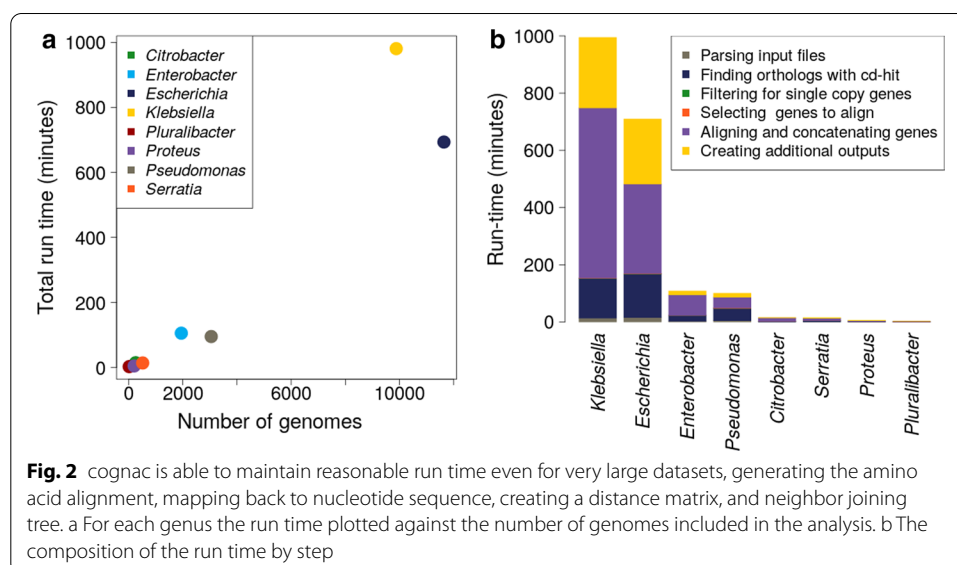 a
Total run time (minutes)
1000
800
600
400
200
0
Citrobacter
Enterobacter
Escherichia
Klebsiella
Pluralibacter
Proteus
Pseudomonas
Serratia
0 2000 6000 10000
Number of genomes
b
Run-time (minutes)
1000
800
600
400
200
0
Parsing input files
Finding orthologs with cd-hit
Filtering for single copy genes
Selecting genes to align
Aligning and concatenating genes
Creating additional outputs
Klebsiella
Escherichia
Enterobacter
Pseudomonas
Citrobacter
Serratia
Proteus
Pluralibacter
Fig. 2 cognac is able to maintain reasonable run time even for very large datasets, generating the amino
acid alignment, mapping back to nucleotide sequence, creating a distance matrix, and neighbor joining
tree. a For each genus the run time plotted against the number of genomes included in the analysis. b The
composition of the run time by step